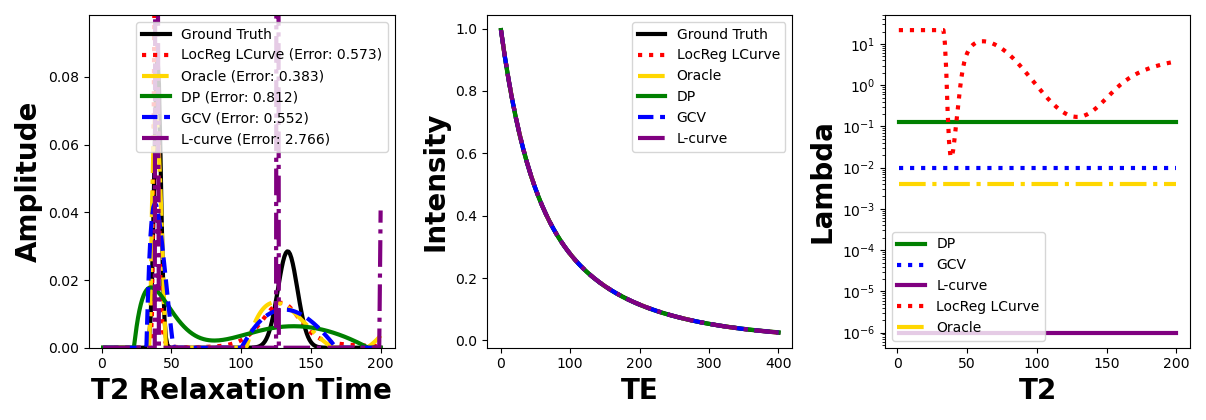 Amplitude
0.00
0.02
0.04
0.06
0.08
0
50
100
150
200
T2 Relaxation Time
Ground Truth
LocReg LCurve (Error: 0.573)
Oracle (Error: 0.383)
DP (Error: 0.812)
GCV (Error: 0.552)
L-curve (Error: 2.766)
Intensity
0.0
0.2
0.4
0.6
0.8
1.0
0
100
200
300
400
TE
Ground Truth
LocReg LCurve
Oracle
DP
GCV
L-curve
Lambda
10¹
10⁰
10⁻¹
10⁻²
10⁻³
10⁻⁴
10⁻⁵
10⁻⁶
0
50
100
150
200
T2
DP
GCV
L-curve
LocReg LCurve
Oracle